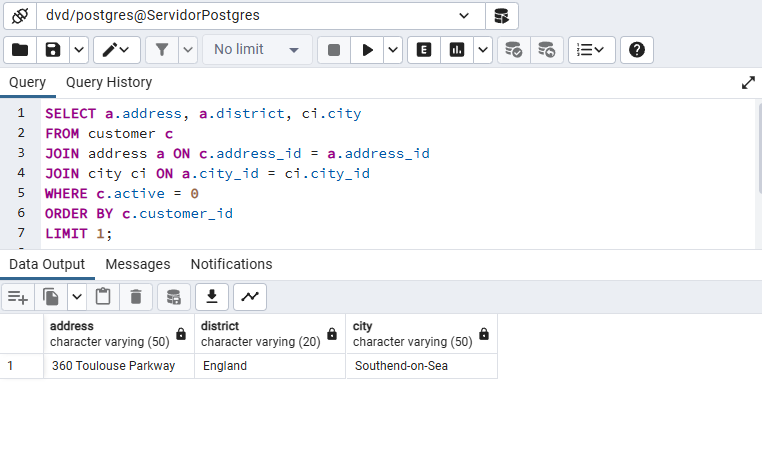 dvd/postgres@ServidorPostgres
No limit
E
Query Query History
1 SELECT a.address, a.district, ci.city
2 FROM customer c
3 JOIN address a ON c.address_id = a.address_id
4 JOIN city ci ON a.city_id = ci.city_id
5 WHERE c.active = 0
6 ORDER BY c.customer_id
7 LIMIT 1;
Data Output Messages Notifications
address district city
character varying (50) character varying (20) character varying (50)
1 360 Toulouse Parkway England Southend-on-Sea